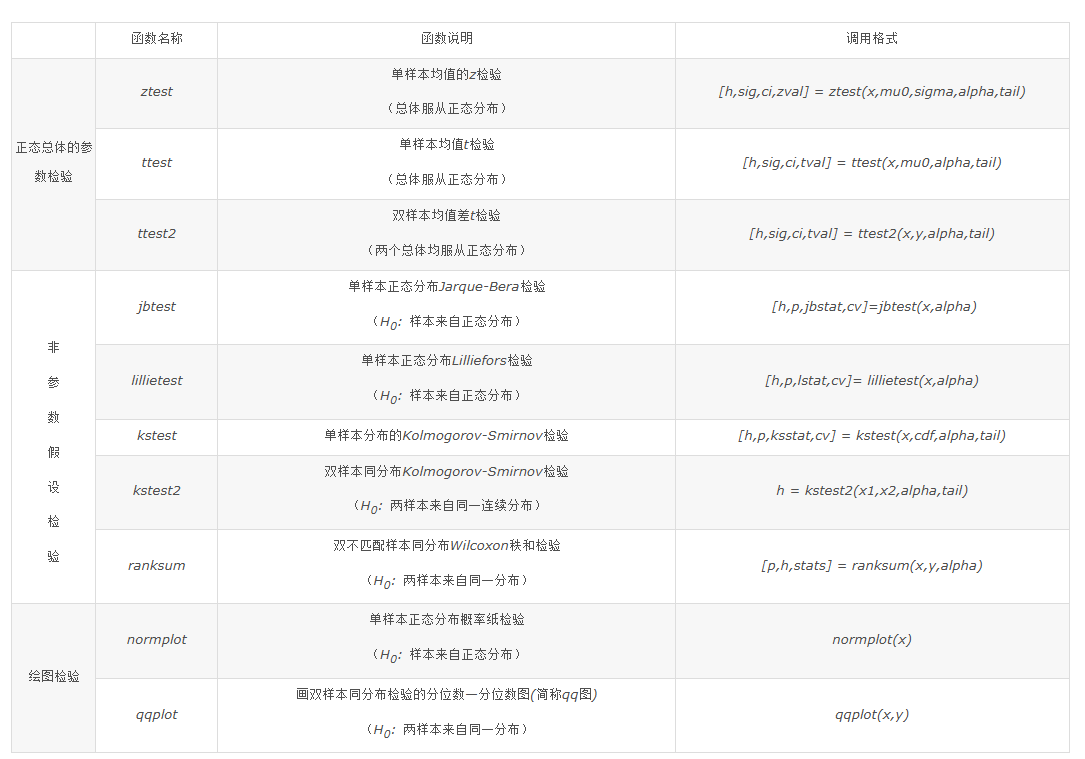 函数名称 函数说明 调用格式
正态总体的参
数检验
ztest
单样本均值的z检验
（总体服从正态分布）
[h,sig,ci,zval] = ztest(x,mu0,sigma,alpha,tail)
ttest
单样本均值t检验
（总体服从正态分布）
[h,sig,ci,tval] = ttest(x,mu0,alpha,tail)
ttest2
双样本均值差t检验
（两个总体均服从正态分布）
[h,sig,ci,tval] = ttest2(x,y,alpha,tail)
非
参
数
假
设
检
验
jbtest
单样本正态分布Jarque-Bera检验
（H0：样本来自正态分布）
[h,p,jbstat,cv]=jbtest(x,alpha)
lillietest
单样本正态分布Lilliefors检验
（H0：样本来自正态分布）
[h,p,lstat,cv]= lillietest(x,alpha)
kstest
单样本分布的Kolmogorov-Smirnov检验
[h,p,ksstat,cv] = kstest(x,cdf,alpha,tail)
kstest2
双样本同分布Kolmogorov-Smirnov检验
（H0：两样本来自同一连续分布）
h = kstest2(x1,x2,alpha,tail)
ranksum
双不匹配样本同分布Wilcoxon秩和检验
（H0：两样本来自同一分布）
[p,h,stats] = ranksum(x,y,alpha)
绘图检验
normplot
单样本正态分布概率纸检验
（H0：样本来自正态分布）
normplot(x)
qqplot
画双样本同分布检验的分位数—分位数图(简称qq图)
（H0：两样本来自同一分布）
qqplot(x,y)